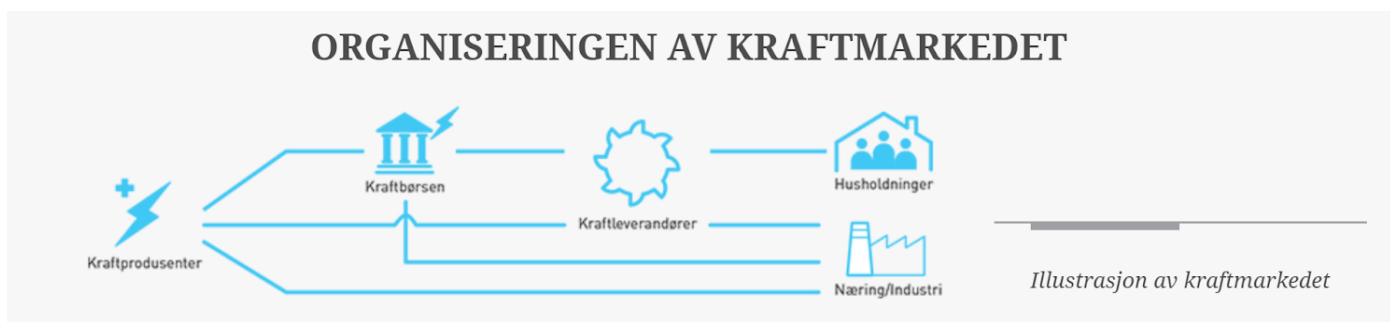 ORGANISERINGEN AV KRAFTMARKEDET
Kraftbørsen
Husholdninger
Kraftleverandører
Kraftprodusenter
Næring/Industri
Illustrasjon av kraftmarkedet